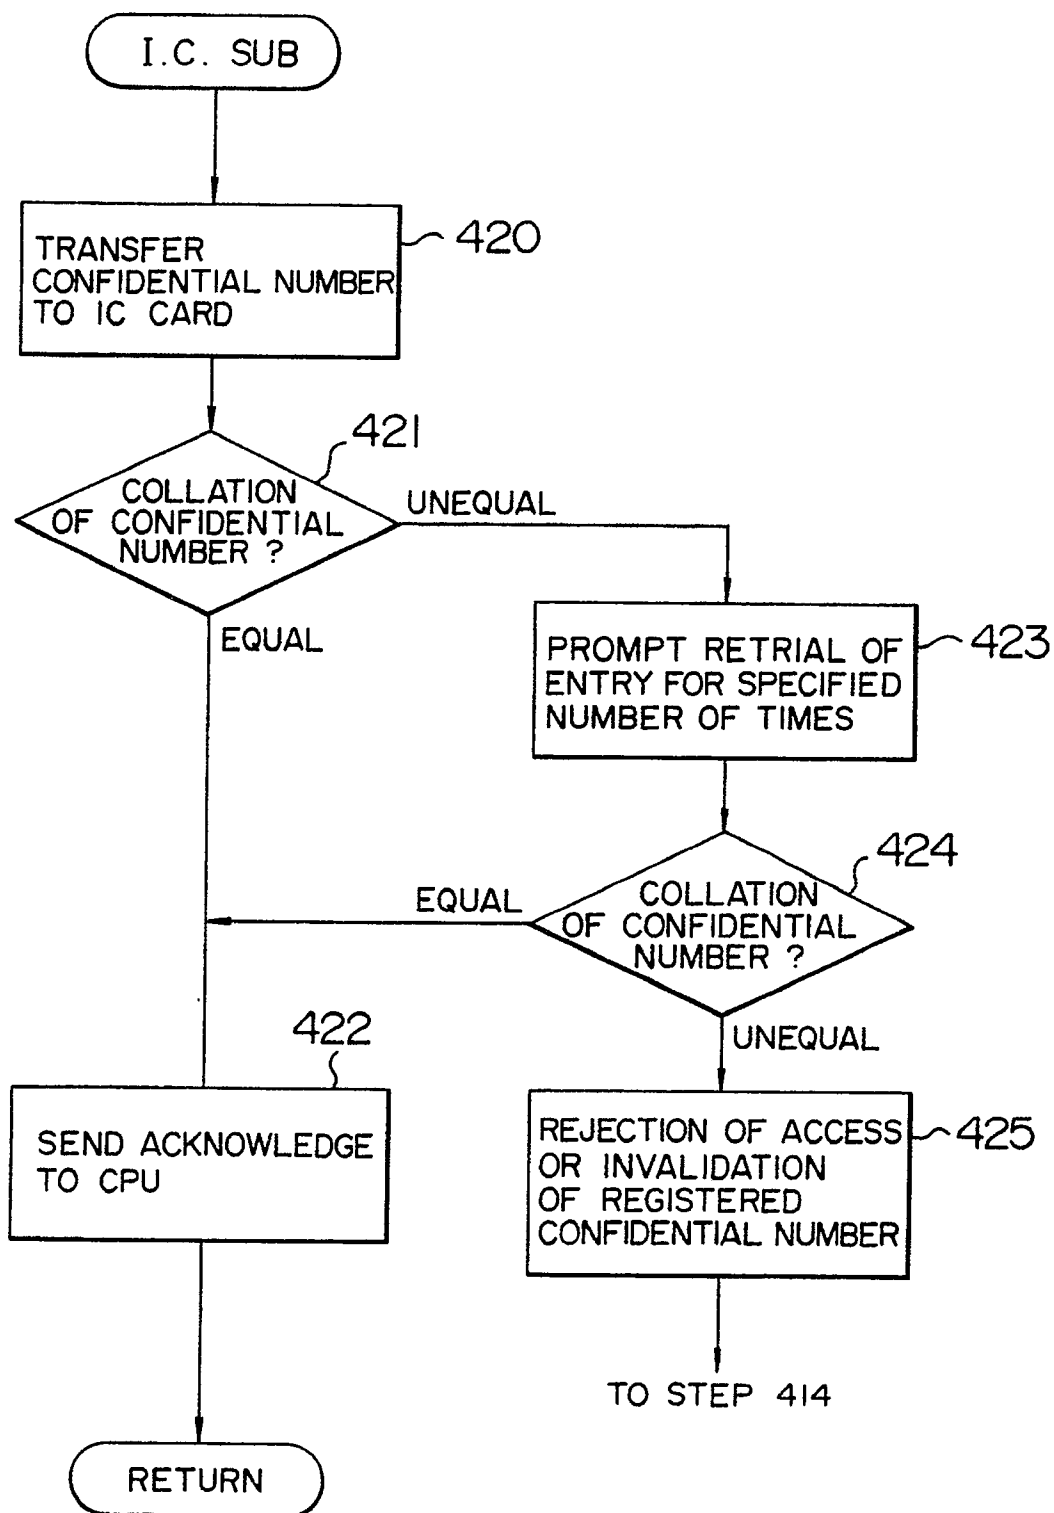 I.C. SUB
TRANSFER
CONFIDENTIAL NUMBER
TO IC CARD
420
421
COLLATION
OF CONFIDENTIAL
NUMBER ?
UNEQUAL
EQUAL
PROMPT RETRIAL OF
ENTRY FOR SPECIFIED
NUMBER OF TIMES
423
424
COLLATION
OF CONFIDENTIAL
NUMBER ?
EQUAL
UNEQUAL
422
SEND ACKNOWLEDGE
TO CPU
REJECTION OF ACCESS
OR INVALIDATION
OF REGISTERED
CONFIDENTIAL NUMBER
425
TO STEP 414
RETURN